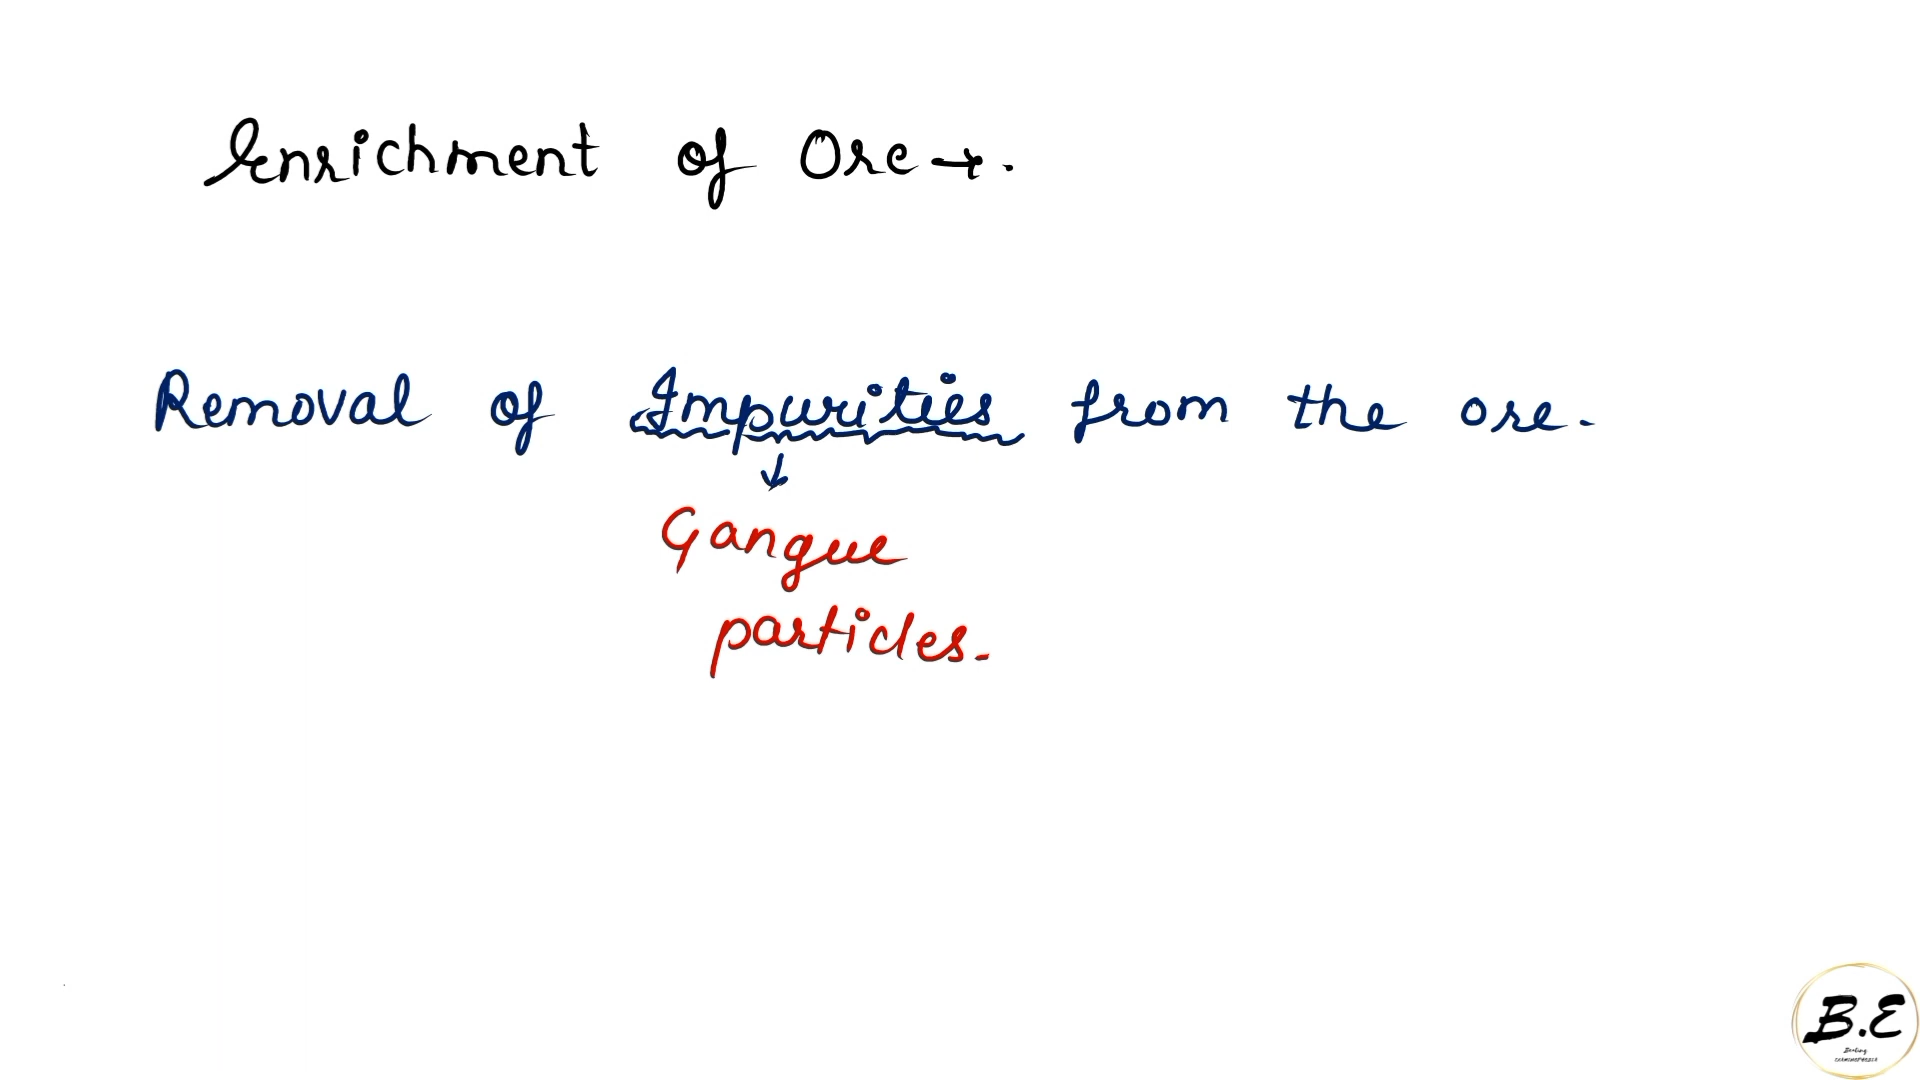 Enrichment of Ore →.
Removal of Impurities from the ore.
↓
Gangue
particles.
B.E